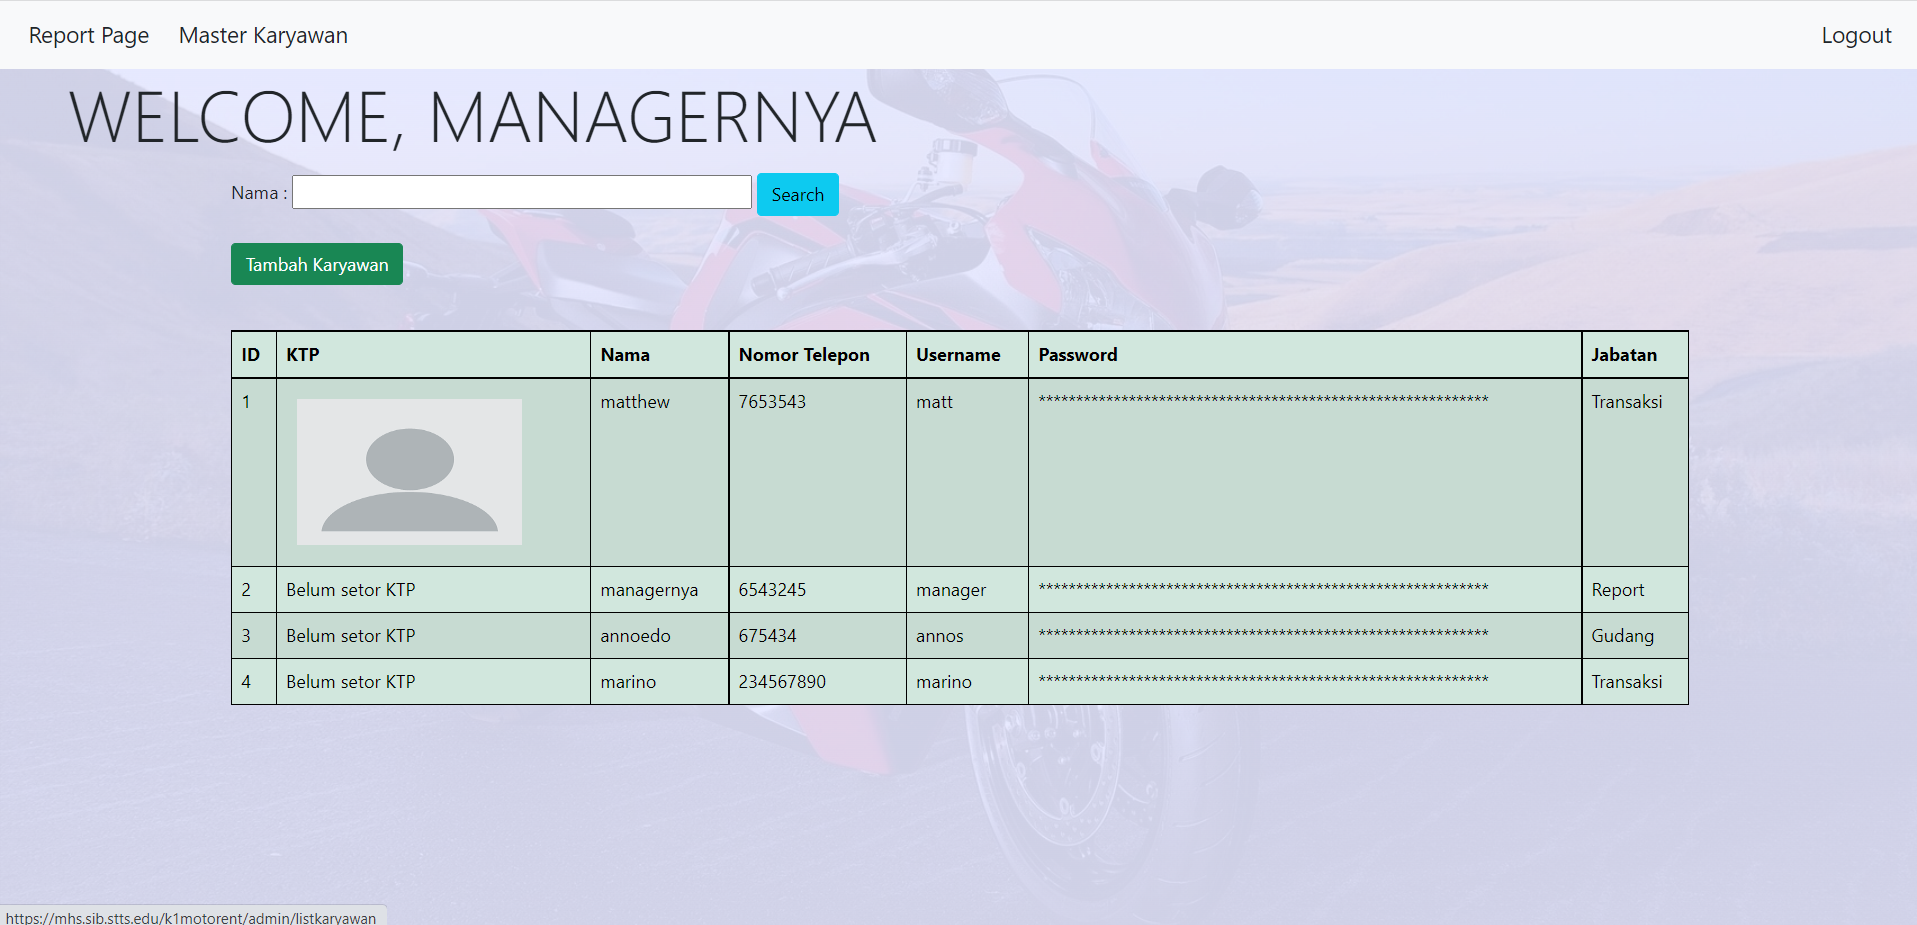 Report Page Master Karyawan Logout
WELCOME, MANAGERNYA
Nama : Search
Tambah Karyawan
ID KTP Nama Nomor Telepon Username Password Jabatan
1 matthew 7653543 matt ************************************************************ Transaksi
2 Belum setor KTP managernya 6543245 manager ************************************************************ Report
3 Belum setor KTP annoedo 675434 annos ************************************************************ Gudang
4 Belum setor KTP marino 234567890 marino ************************************************************ Transaksi
https://mhs.sib.stts.edu/k1motorent/admin/listkaryawan